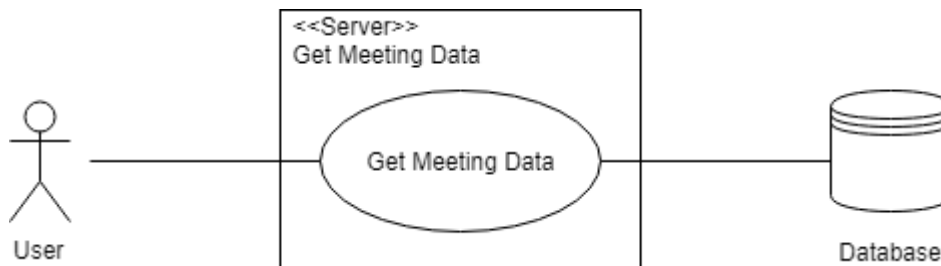 <<Server>>
Get Meeting Data
Get Meeting Data
User
Database